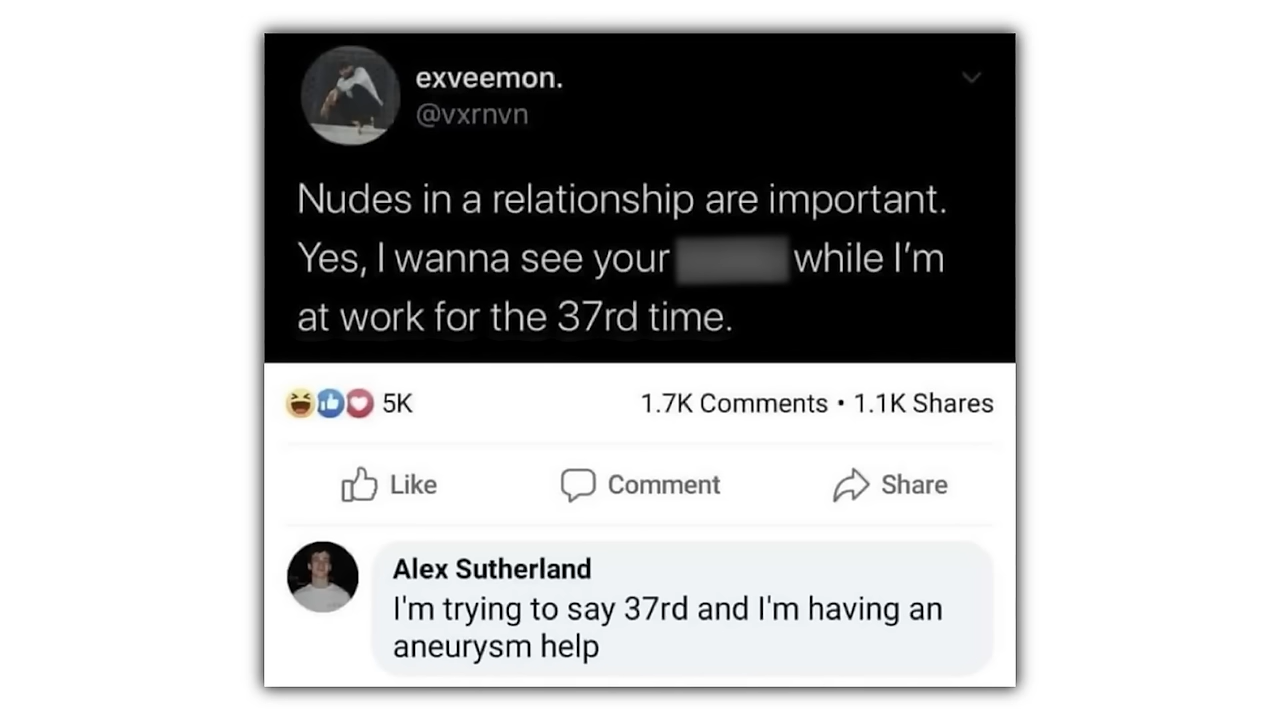 exveemon.
@vxrnvn
Nudes in a relationship are important.
Yes, I wanna see your while I'm
at work for the 37rd time.
5K
1.7K Comments • 1.1K Shares
Like
Comment
Share
Alex Sutherland
I'm trying to say 37rd and I'm having an
aneurysm help